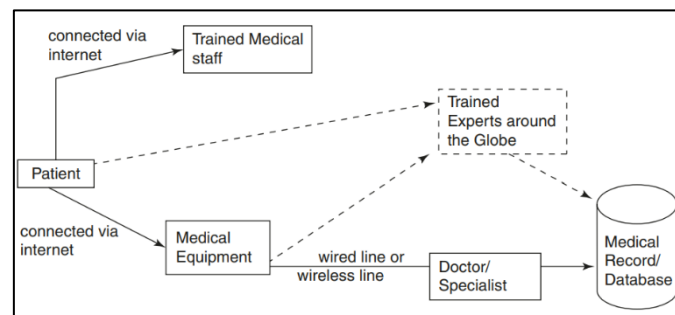 connected via
internet
Trained Medical
staff
Trained
Experts around
the Globe
Patient
connected via
internet
Medical
Equipment
wired line or
wireless line
Doctor/
Specialist
Medical
Record/
Database